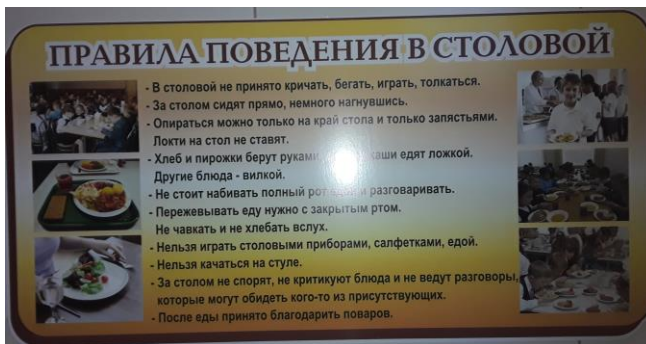 ПРАВИЛА ПОВЕДЕНИЯ В СТОЛОВОЙ
- В столовой не принято кричать, бегать, играть, толкаться.
- За столом сидят прямо, немного нагнувшись.
- Опираться можно только на край стола и только запястьями.
Локти на стол не ставят.
- Хлеб и пирожки берут руками, каши едят ложкой.
Другие блюда - вилкой.
- Не стоит набивать полный рот и разговаривать.
- Пережевывать еду нужно с закрытым ртом.
Не чавкать и не хлебать вслух.
- Нельзя играть столовыми приборами, салфетками, едой.
- Нельзя качаться на стуле.
- За столом не спорят, не критикуют блюда и не ведут разговоры,
которые могут обидеть кого-то из присутствующих.
- После еды принято благодарить поваров.